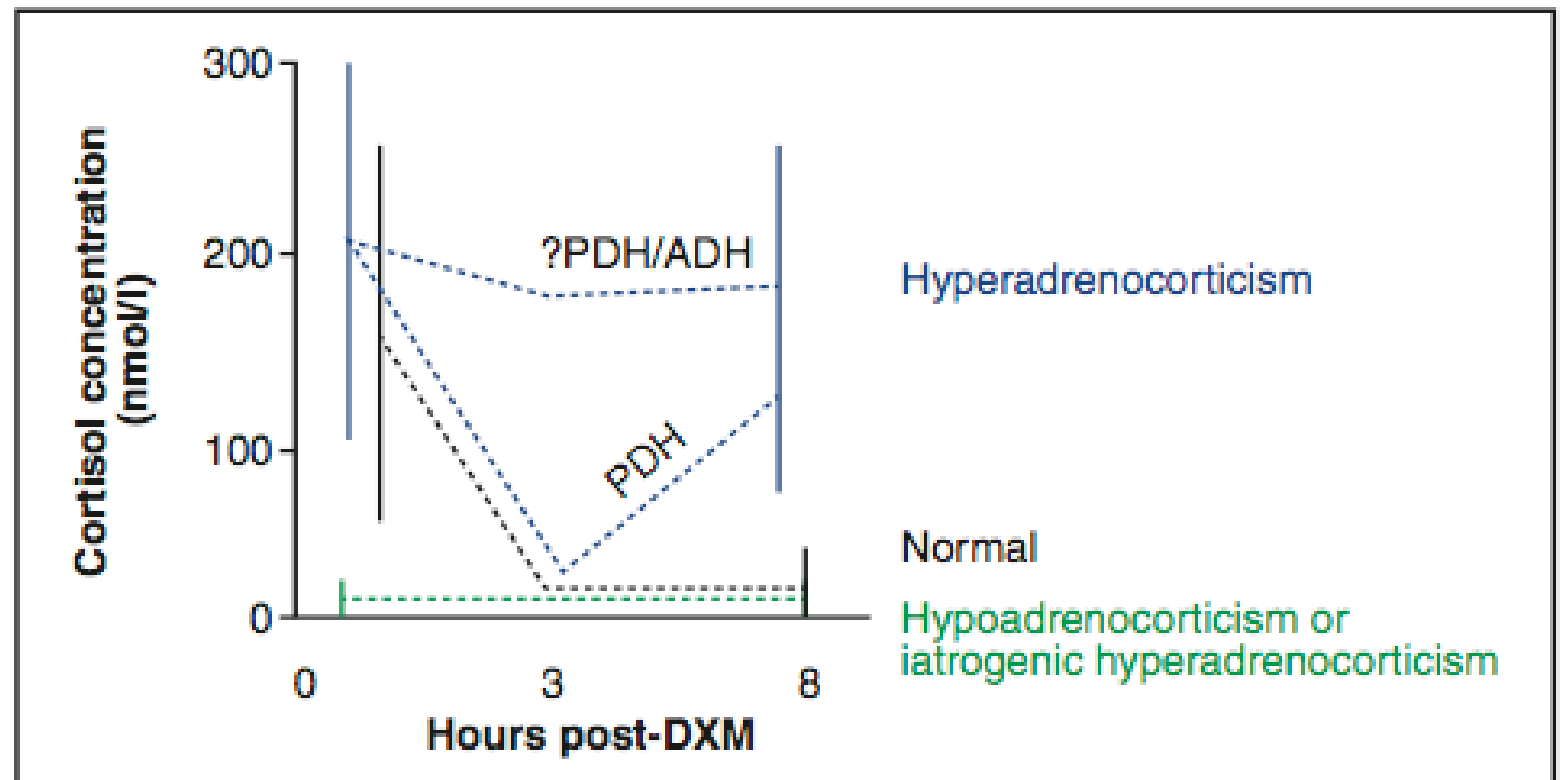 300
200
100
0
Cortisol concentration
(nmol/l)
?PDH/ADH
PDH
Hyperadrenocorticism
Normal
Hypoadrenocorticism or
iatrogenic hyperadrenocorticism
0 3 8
Hours post-DXM